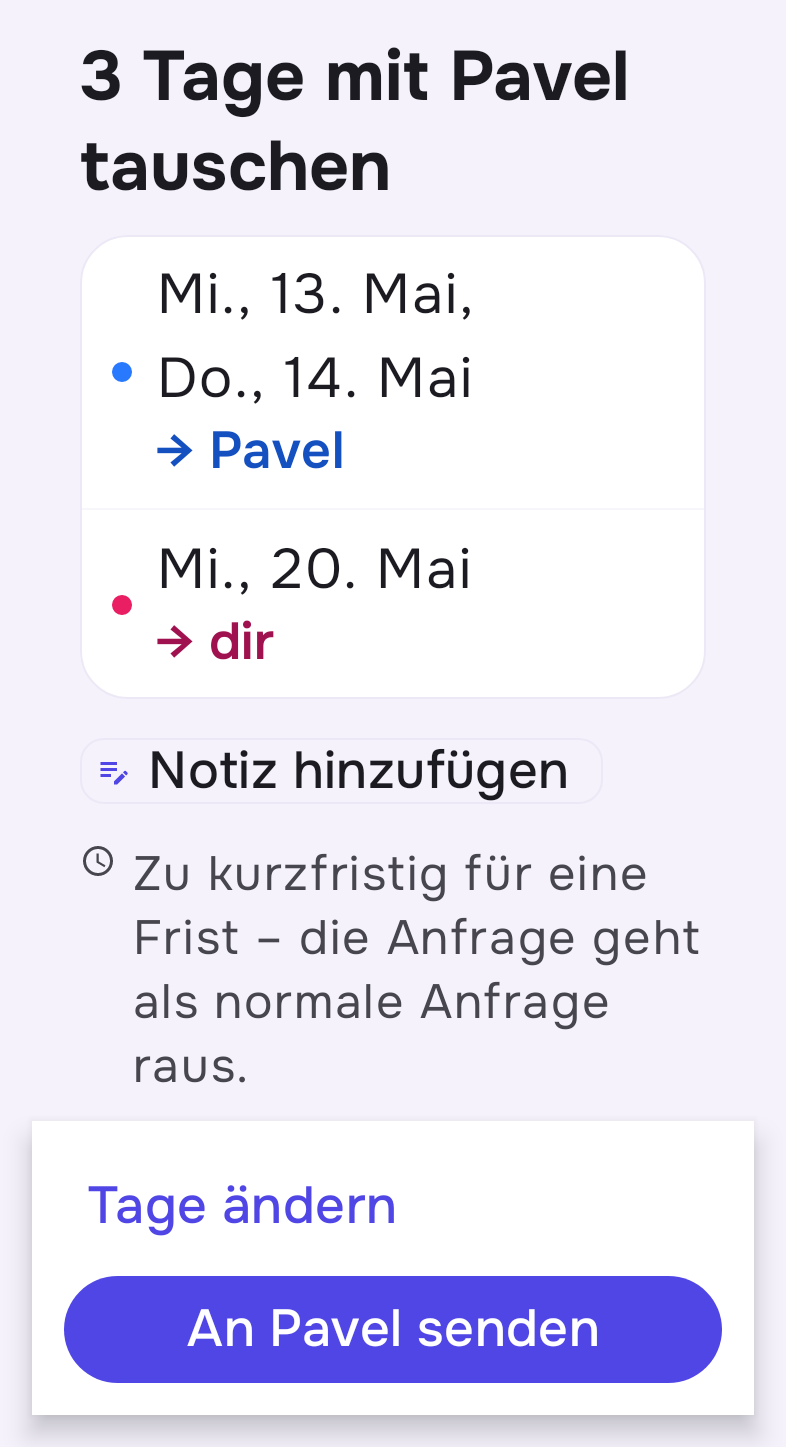 3 Tage mit Pavel
tauschen
Mi., 13. Mai,
Do., 14. Mai
→ Pavel
Mi., 20. Mai
→ dir
Notiz hinzufügen
Zu kurzfristig für eine
Frist – die Anfrage geht
als normale Anfrage
raus.
Tage ändern
An Pavel senden